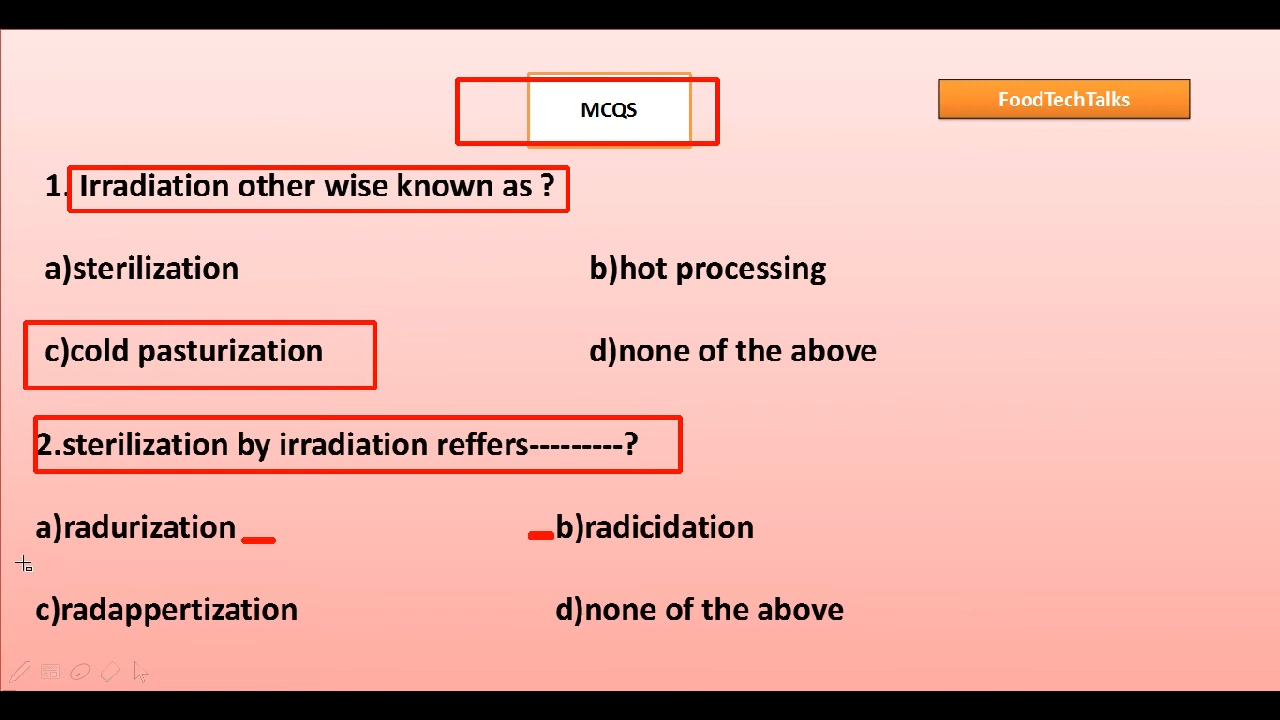 MCQS
FoodTechTalks
1. Irradiation other wise known as ?
a)sterilization b)hot processing
c)cold pasturization d)none of the above
2.sterilization by irradiation reffers---------?
a)radurization b)radicidation
c)radappertization d)none of the above